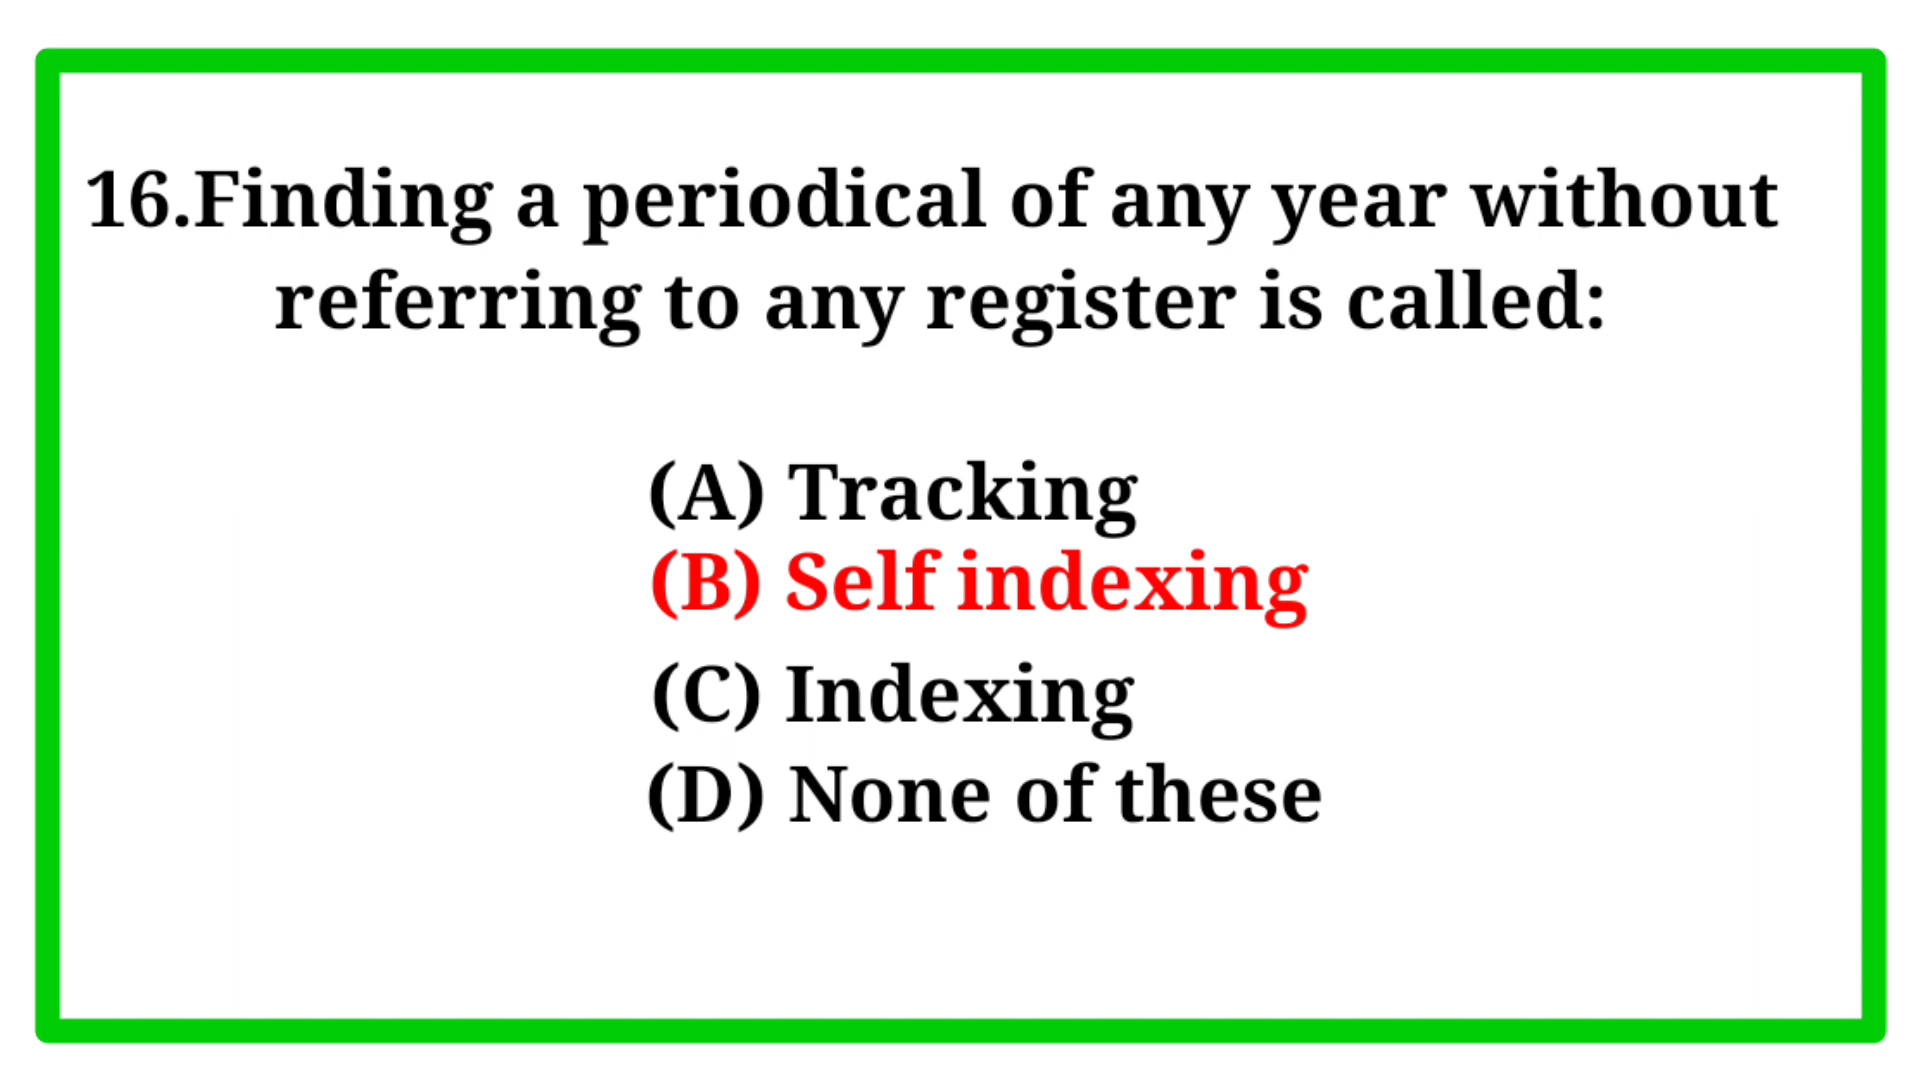 16.Finding a periodical of any year without
referring to any register is called:
(A) Tracking
(B) Self indexing
(C) Indexing
(D) None of these